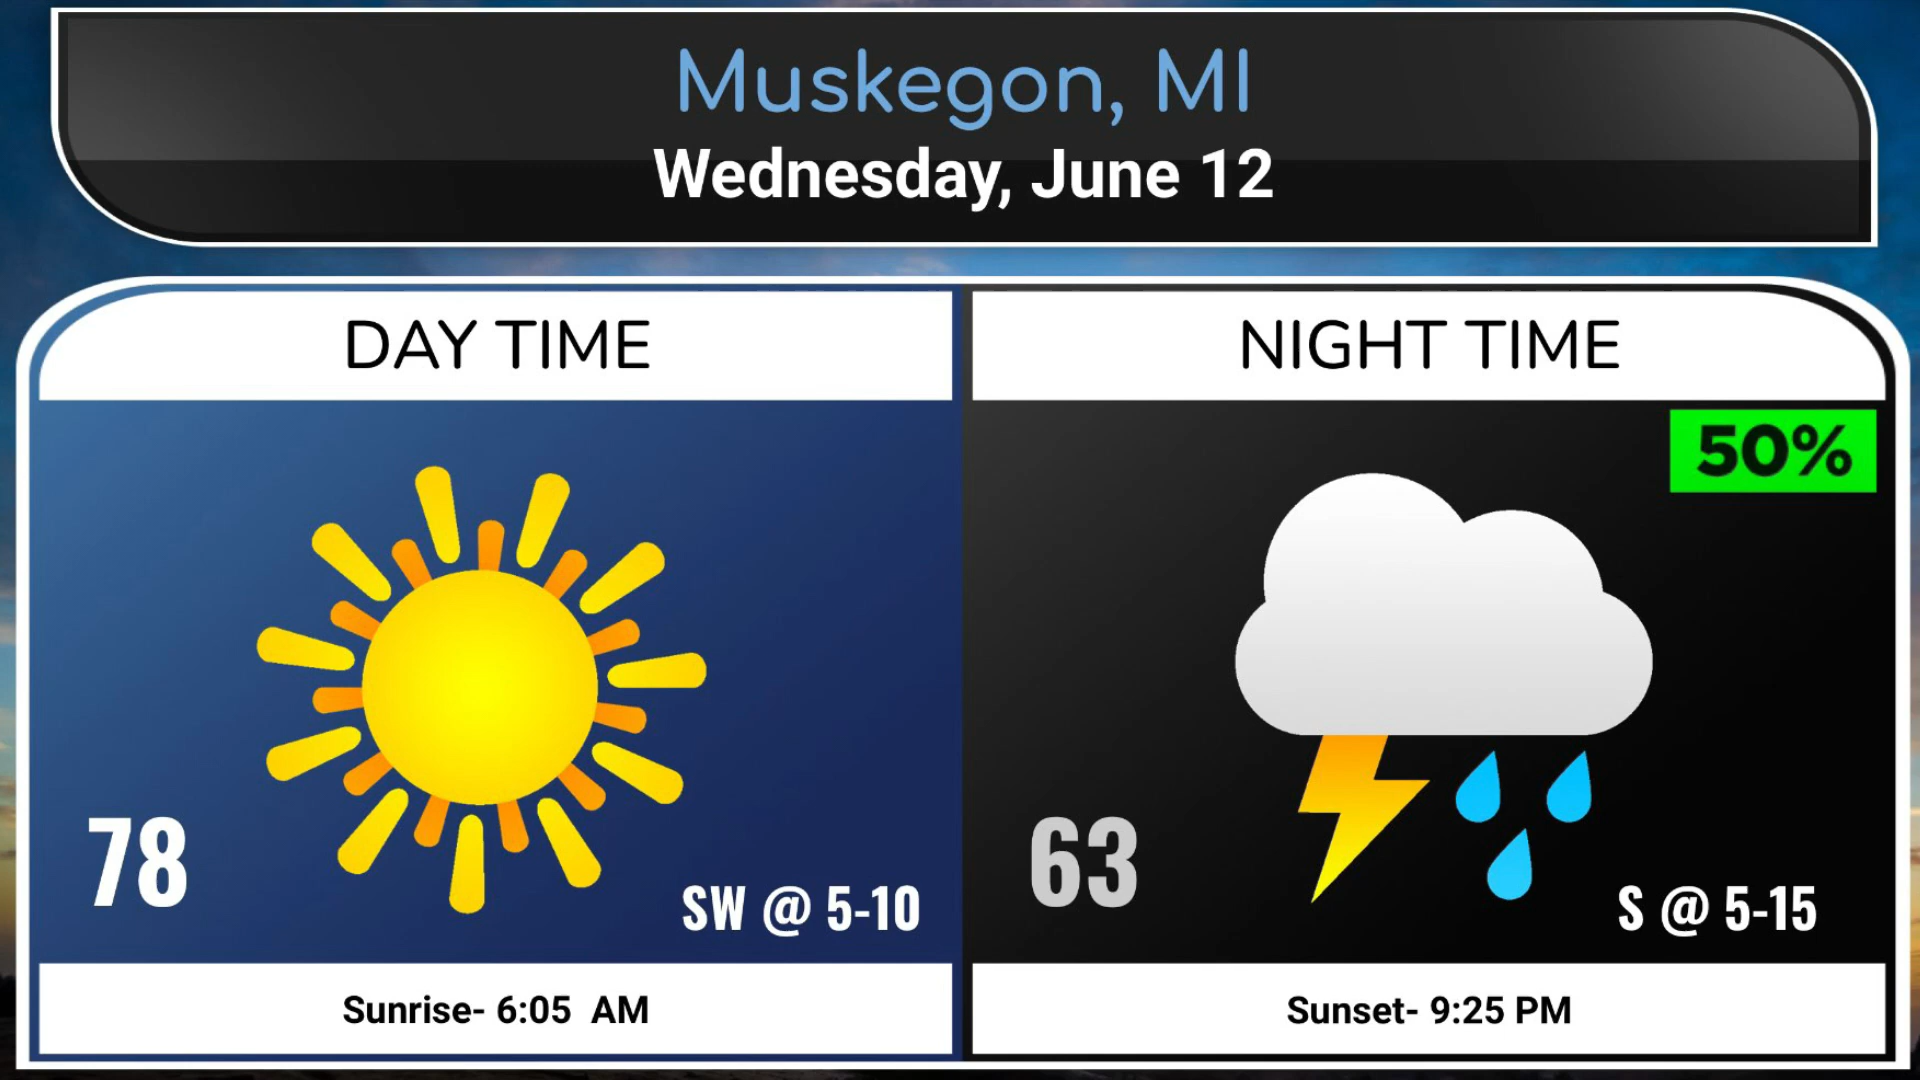 Muskegon, MI
Wednesday, June 12
DAY TIME
78
SW @ 5-10
Sunrise- 6:05  AM
NIGHT TIME
50%
63
S @ 5-15
Sunset- 9:25 PM